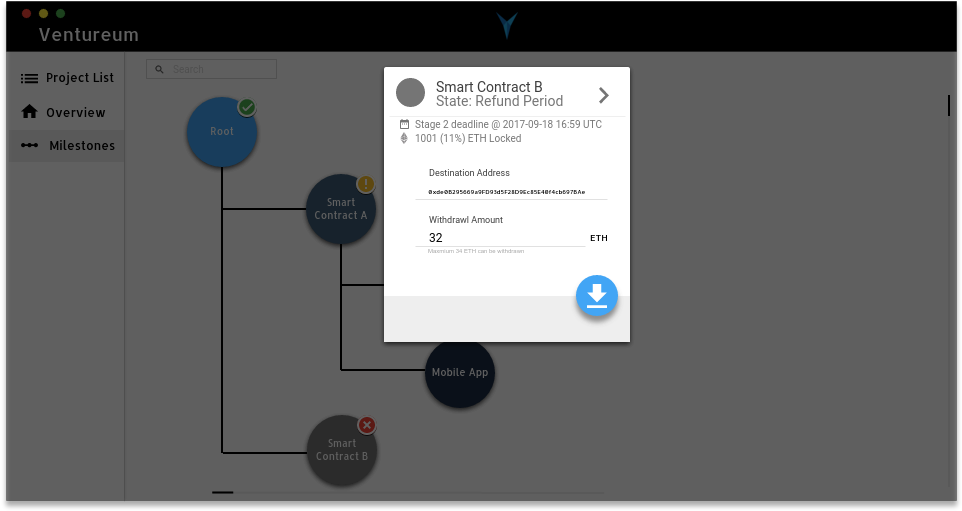 Ventureum
Project List
Overview
Milestones
Search
Root
Smart
Contract A
Mobile App
Smart
Contract B
Smart Contract B
State: Refund Period
Stage 2 deadline @ 2017-09-18 16:59 UTC
1001 (11%) ETH Locked
Destination Address
Withdrawl Amount
32
ETH
Maximum 34 ETH can be withdrawn